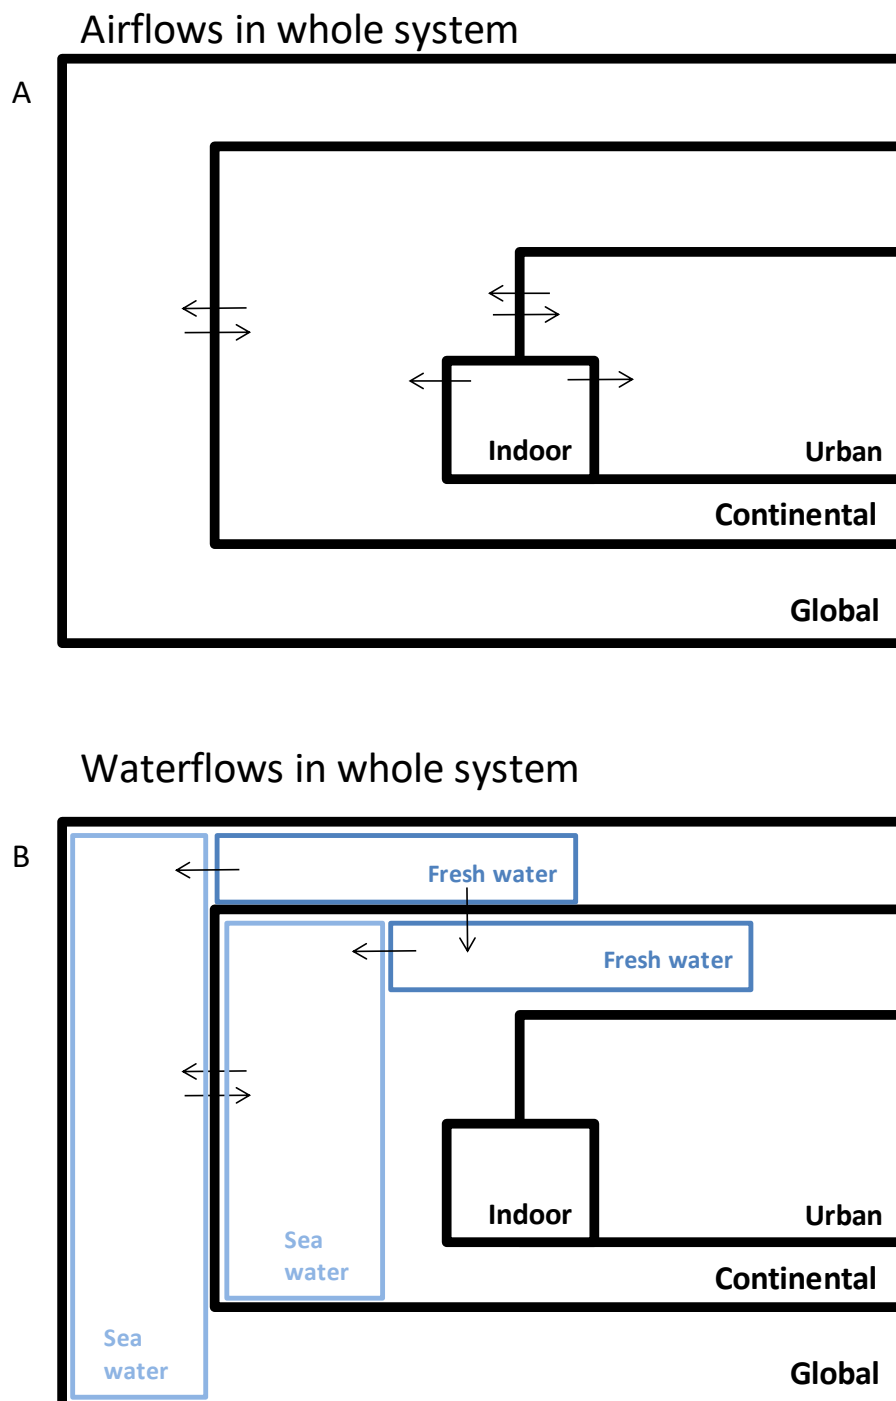 Airflows in whole system
A
Indoor
Urban
Continental
Global
Waterflows in whole system
B
Fresh water
Fresh water
Indoor
Urban
Sea
water
Continental
Sea
water
Global